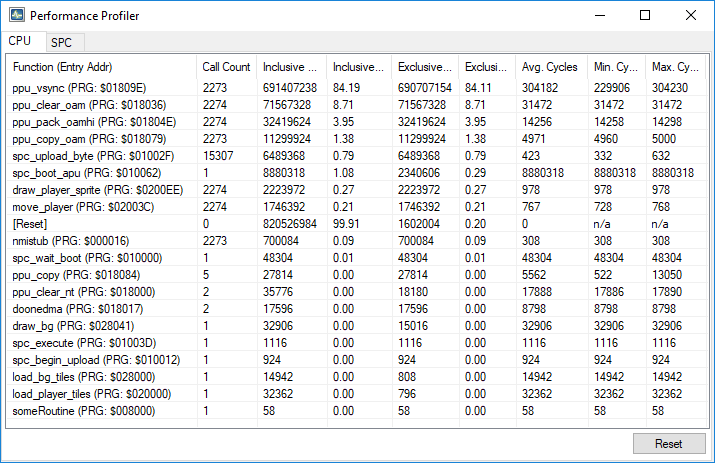 Performance Profiler
CPU SPC
Function (Entry Addr) Call Count Inclusive ... Inclusive... Exclusive... Exclusi... Avg. Cycles Min. Cy... Max. Cy...
ppu_vsync (PRG: $01809E) 2273 691407238 84.19 690707154 84.11 304182 229906 304230
ppu_clear_oam (PRG: $018036) 2274 71567328 8.71 71567328 8.71 31472 31472 31472
ppu_pack_oamhi (PRG: $01804E) 2274 32419624 3.95 32419624 3.95 14256 14258 14298
ppu_copy_oam (PRG: $018079) 2273 11299924 1.38 11299924 1.38 4971 4960 5000
spc_upload_byte (PRG: $01002F) 15307 6489368 0.79 6489368 0.79 423 332 632
spc_boot_apu (PRG: $010062) 1 8880318 1.08 2340606 0.29 8880318 8880318 8880318
draw_player_sprite (PRG: $0200EE) 2274 2223972 0.27 2223972 0.27 978 978 978
move_player (PRG: $02003C) 2274 1746392 0.21 1746392 0.21 767 728 768
[Reset] 0 820526984 99.91 1602004 0.20 0 n/a n/a
nmistub (PRG: $000016) 2273 700084 0.09 700084 0.09 308 308 308
spc_wait_boot (PRG: $010000) 1 48304 0.01 48304 0.01 48304 48304 48304
ppu_copy (PRG: $018084) 5 27814 0.00 27814 0.00 5562 522 13050
ppu_clear_nt (PRG: $018000) 2 35776 0.00 18180 0.00 17888 17886 17890
doonedma (PRG: $018017) 2 17596 0.00 17596 0.00 8798 8798 8798
draw_bg (PRG: $028041) 1 32906 0.00 15016 0.00 32906 32906 32906
spc_execute (PRG: $01003D) 1 1116 0.00 1116 0.00 1116 1116 1116
spc_begin_upload (PRG: $010012) 1 924 0.00 924 0.00 924 924 924
load_bg_tiles (PRG: $028000) 1 14942 0.00 808 0.00 14942 14942 14942
load_player_tiles (PRG: $020000) 1 32362 0.00 796 0.00 32362 32362 32362
someRoutine (PRG: $008000) 1 58 0.00 58 0.00 58 58 58
Reset